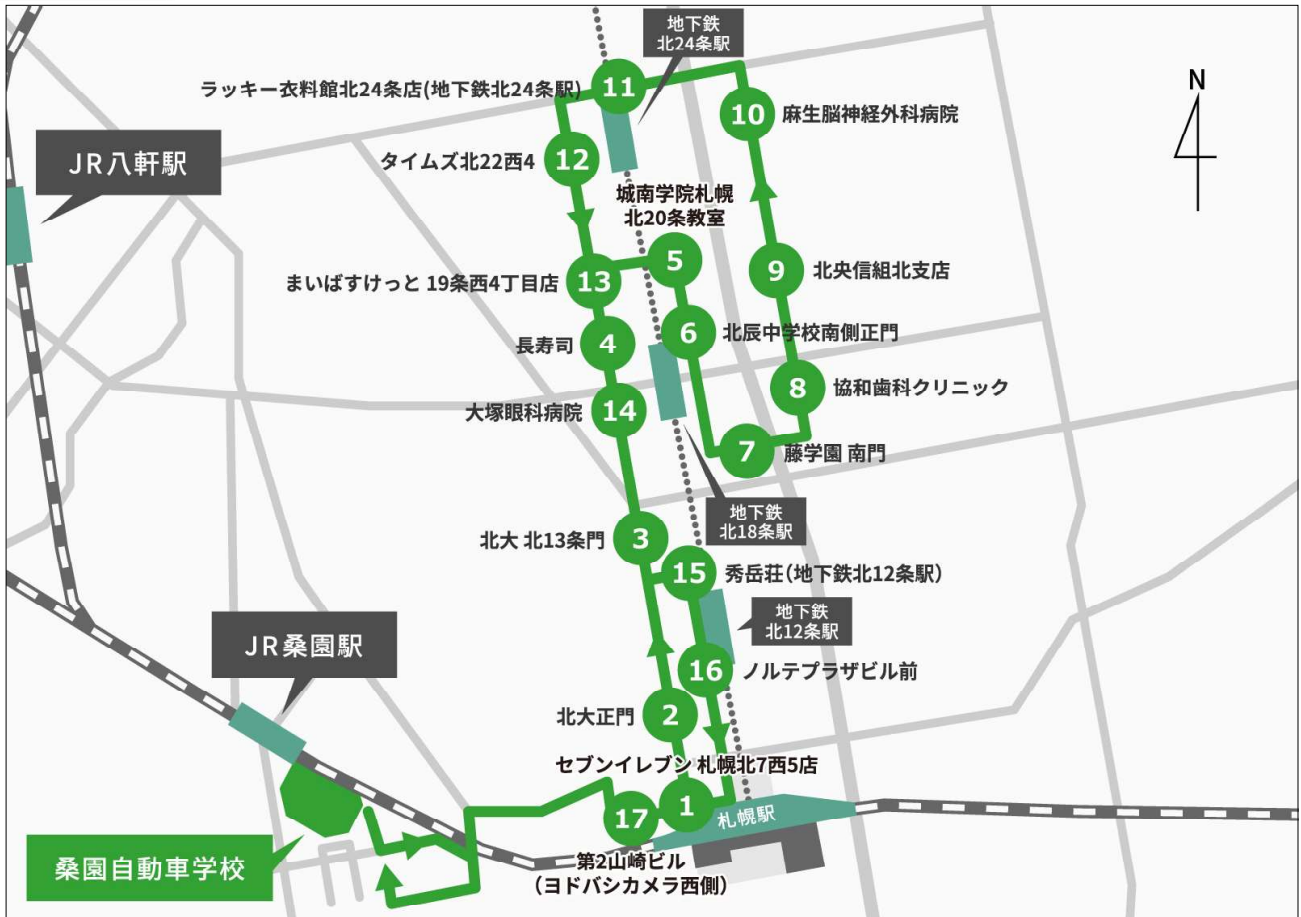 地下鉄
北24条駅
N
ラッキー衣料館北24条店(地下鉄北24条駅)
11
10
麻生脳神経外科病院
JR八軒駅
タイムズ北22西4
12
城南学院札幌
北20条教室
5
まいばすけっと 19条西4丁目店
13
9
北央信組北支店
6
北辰中学校南側正門
長寿司
4
8
協和歯科クリニック
大塚眼科病院
14
7
藤学園 南門
地下鉄
北18条駅
北大 北13条門
3
15
秀岳荘(地下鉄北12条駅)
地下鉄
北12条駅
JR桑園駅
16
ノルテプラザビル前
北大正門
2
セブンイレブン 札幌北7西5店
17
1
札幌駅
桑園自動車学校
第2山崎ビル
(ヨドバシカメラ西側)